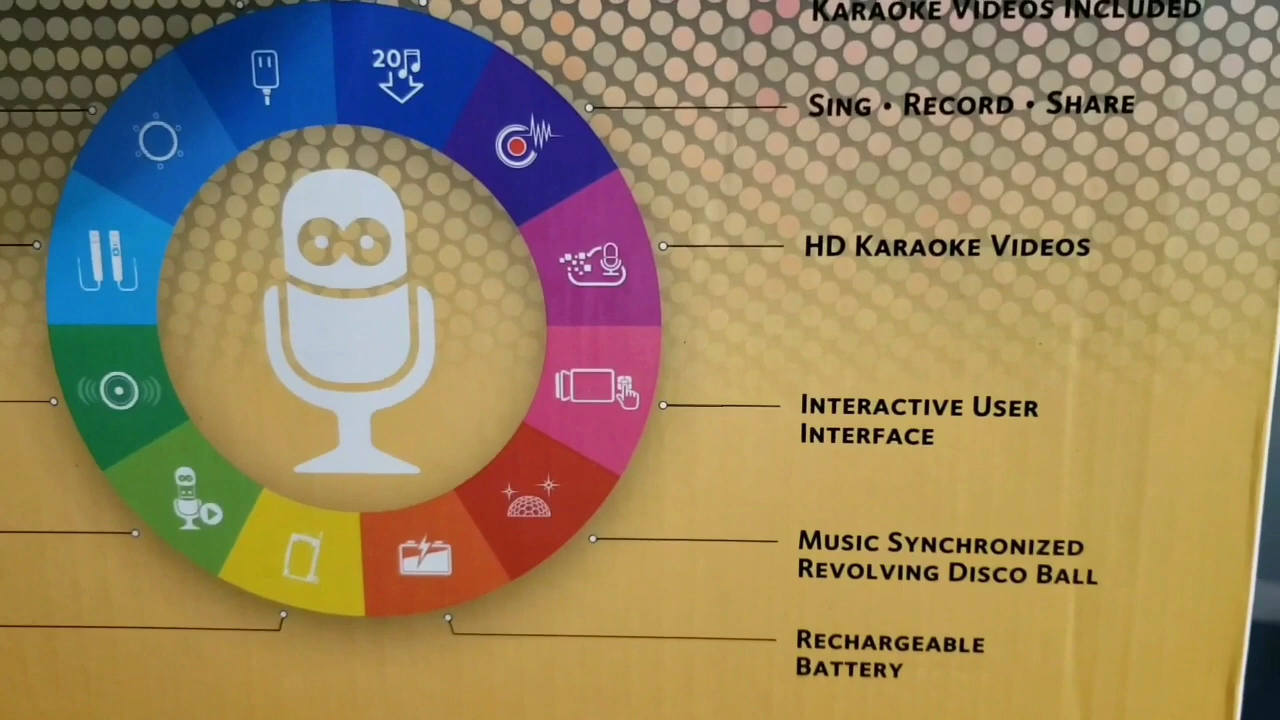 KARAOKE VIDEOS INCLUDED
20
SING • RECORD • SHARE
HD KARAOKE VIDEOS
INTERACTIVE USER
INTERFACE
MUSIC SYNCHRONIZED
REVOLVING DISCO BALL
RECHARGEABLE
BATTERY